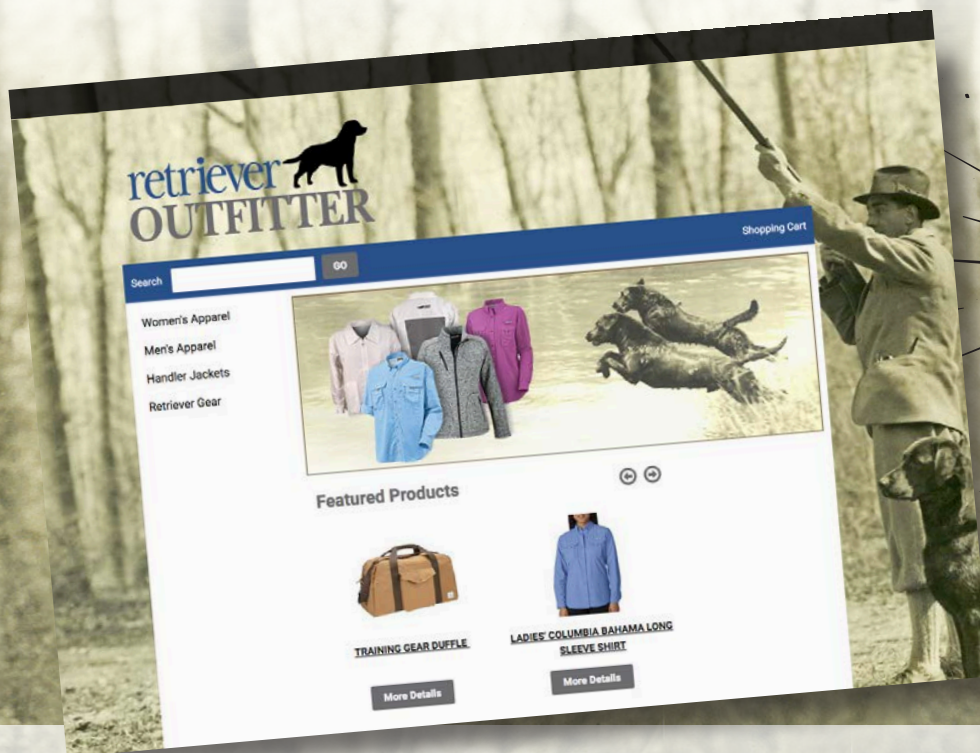 retriever
OUTFITTER
Shopping Cart
Search
GO
Women's Apparel
Men's Apparel
Handler Jackets
Retriever Gear
Featured Products
TRAINING GEAR DUFFLE
LADIES' COLUMBIA BAHAMA LONG
SLEEVE SHIRT
More Details
More Details